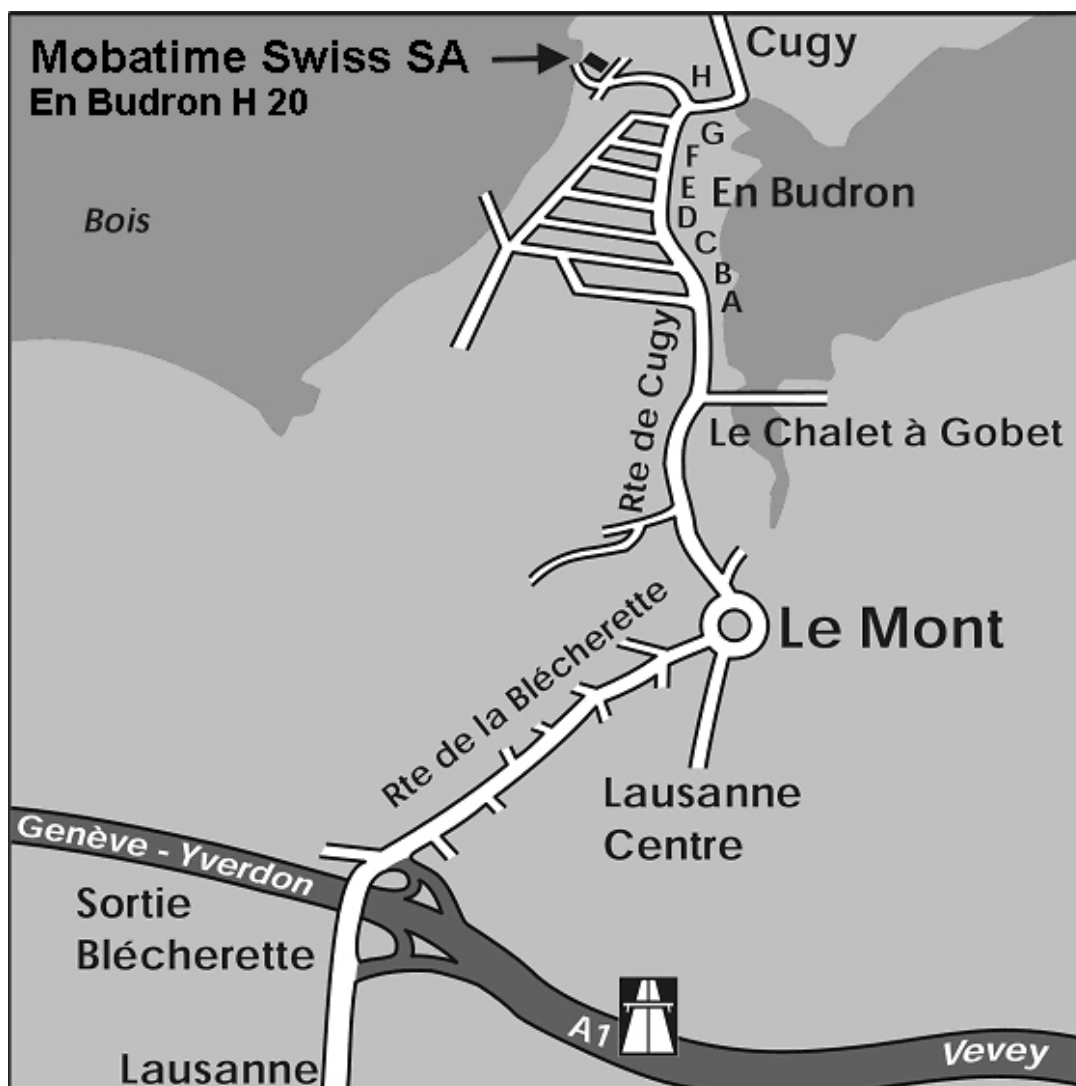 Mobatime Swiss SA
En Budron H 20
Cugy
H
G
F
E
En Budron
D
C
B
A
Bois
Rte de Cugy
Le Chalet à Gobet
Le Mont
Rte de la Blécherette
Lausanne
Centre
Genève - Yverdon
Sortie
Blécherette
A1
Vevey
Lausanne